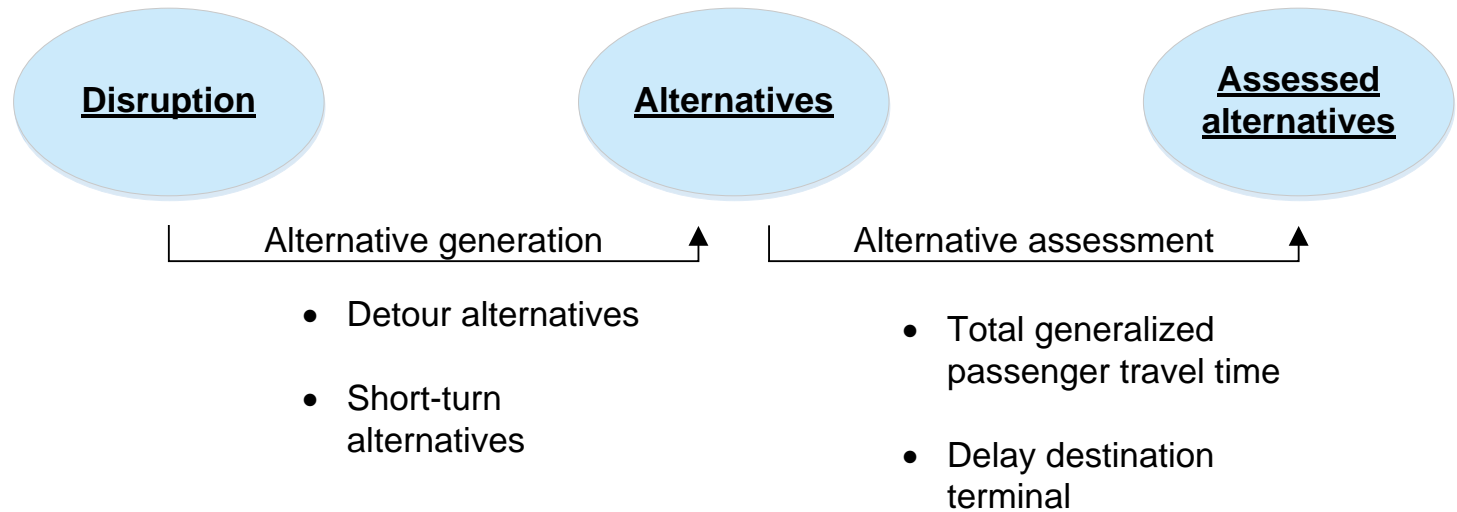 Disruption
Alternatives
Assessed
alternatives
Alternative generation
Alternative assessment
• Detour alternatives
• Short-turn
alternatives
• Total generalized
passenger travel time
• Delay destination
terminal